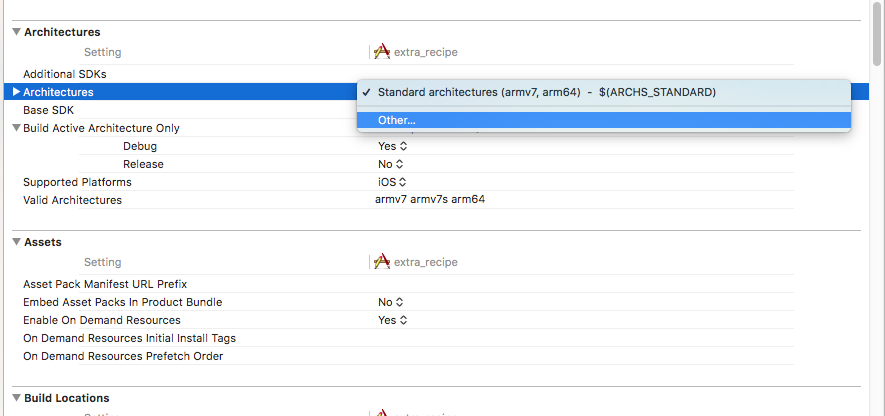 Architectures
Setting extra_recipe
Additional SDKs
Architectures Standard architectures (armv7, arm64) - $(ARCHS_STANDARD)
Base SDK
Other...
Build Active Architecture Only
Debug Yes
Release No
Supported Platforms iOS
Valid Architectures armv7 armv7s arm64
Assets
Setting extra_recipe
Asset Pack Manifest URL Prefix
Embed Asset Packs In Product Bundle No
Enable On Demand Resources Yes
On Demand Resources Initial Install Tags
On Demand Resources Prefetch Order
Build Locations
Setting extra_recipe